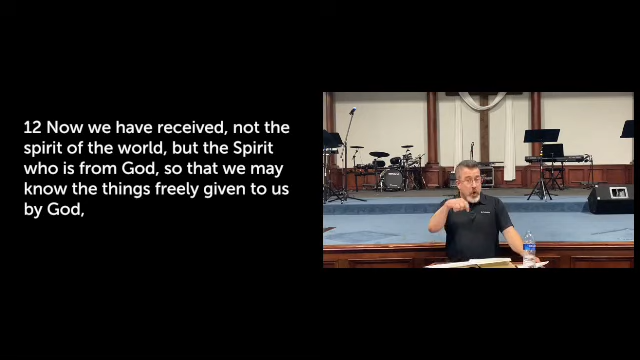 12 Now we have received, not the
spirit of the world, but the Spirit
who is from God, so that we may
know the things freely given to us
by God,